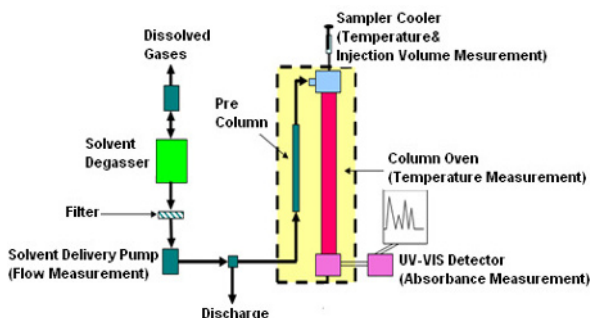 Sampler Cooler
(Temperature&
Injection Volume Mesurement)
Dissolved
Gases
Pre
Column
Solvent
Degasser
Column Oven
(Temperature Measurement)
Filter
Solvent Delivery Pump
(Flow Measurement)
UV-VIS Detector
(Absorbance Measurement)
Discharge